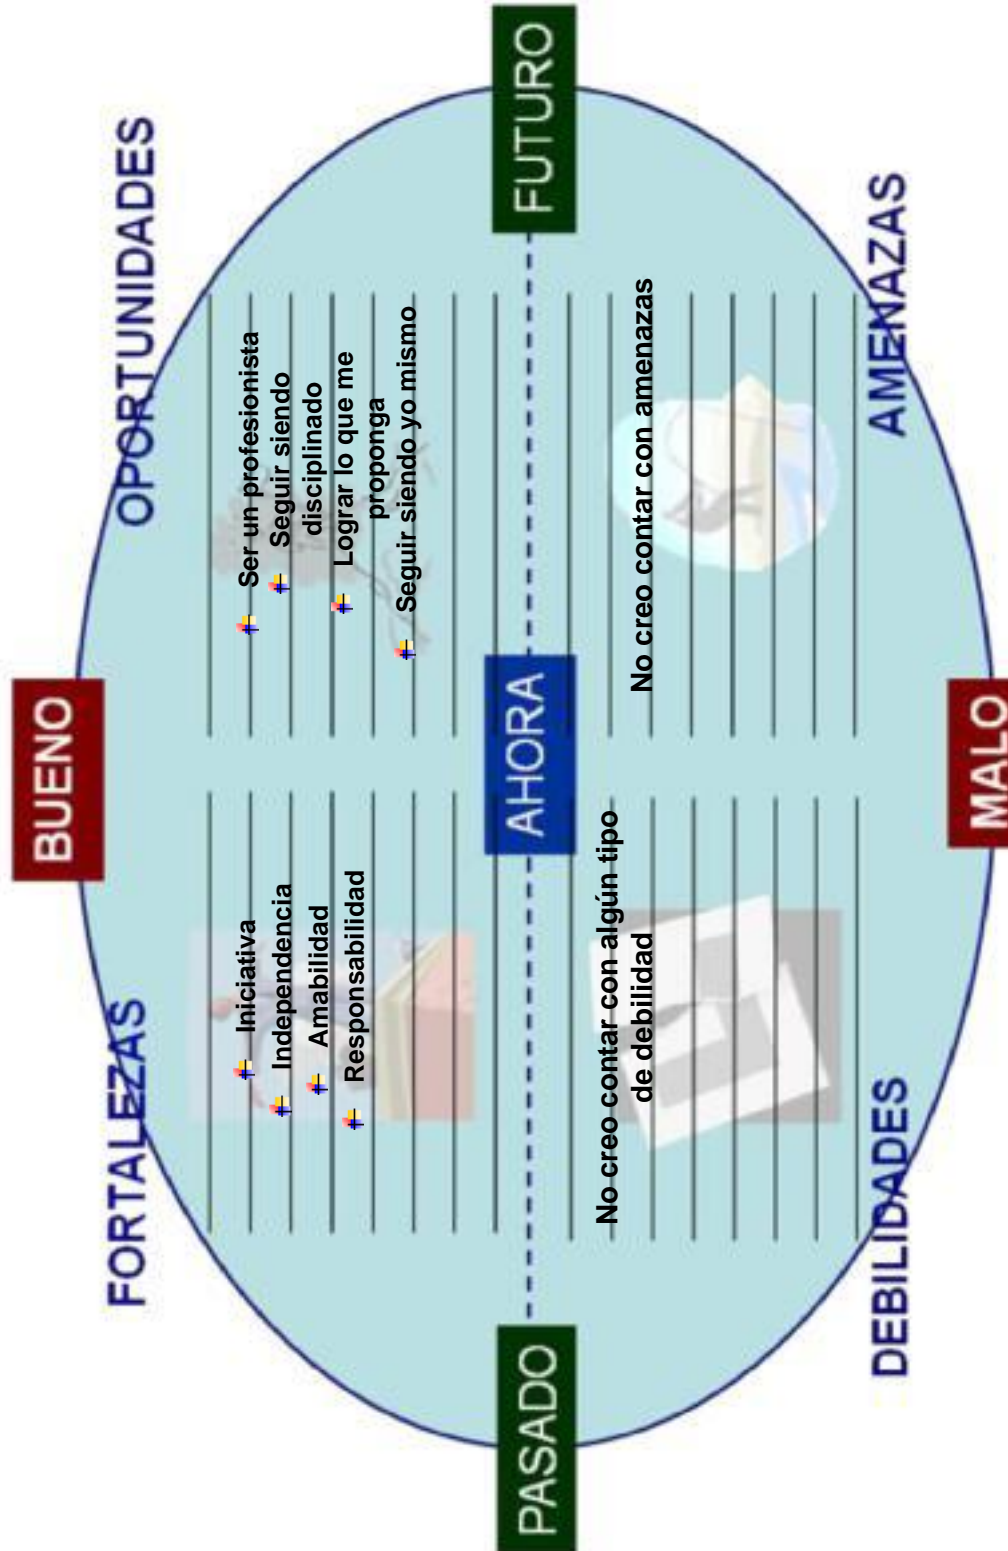 BUENO
FORTALEZAS
OPORTUNIDADES
Iniciativa
Independencia
Amabilidad
Responsabilidad
Ser un profesionista
Seguir siendo
disciplinado
Lograr lo que me
proponga
Seguir siendo yo mismo
PASADO
AHORA
FUTURO
No creo contar con algún tipo
de debilidad
No creo contar con amenazas
DEBILIDADES
AMENAZAS
MALO